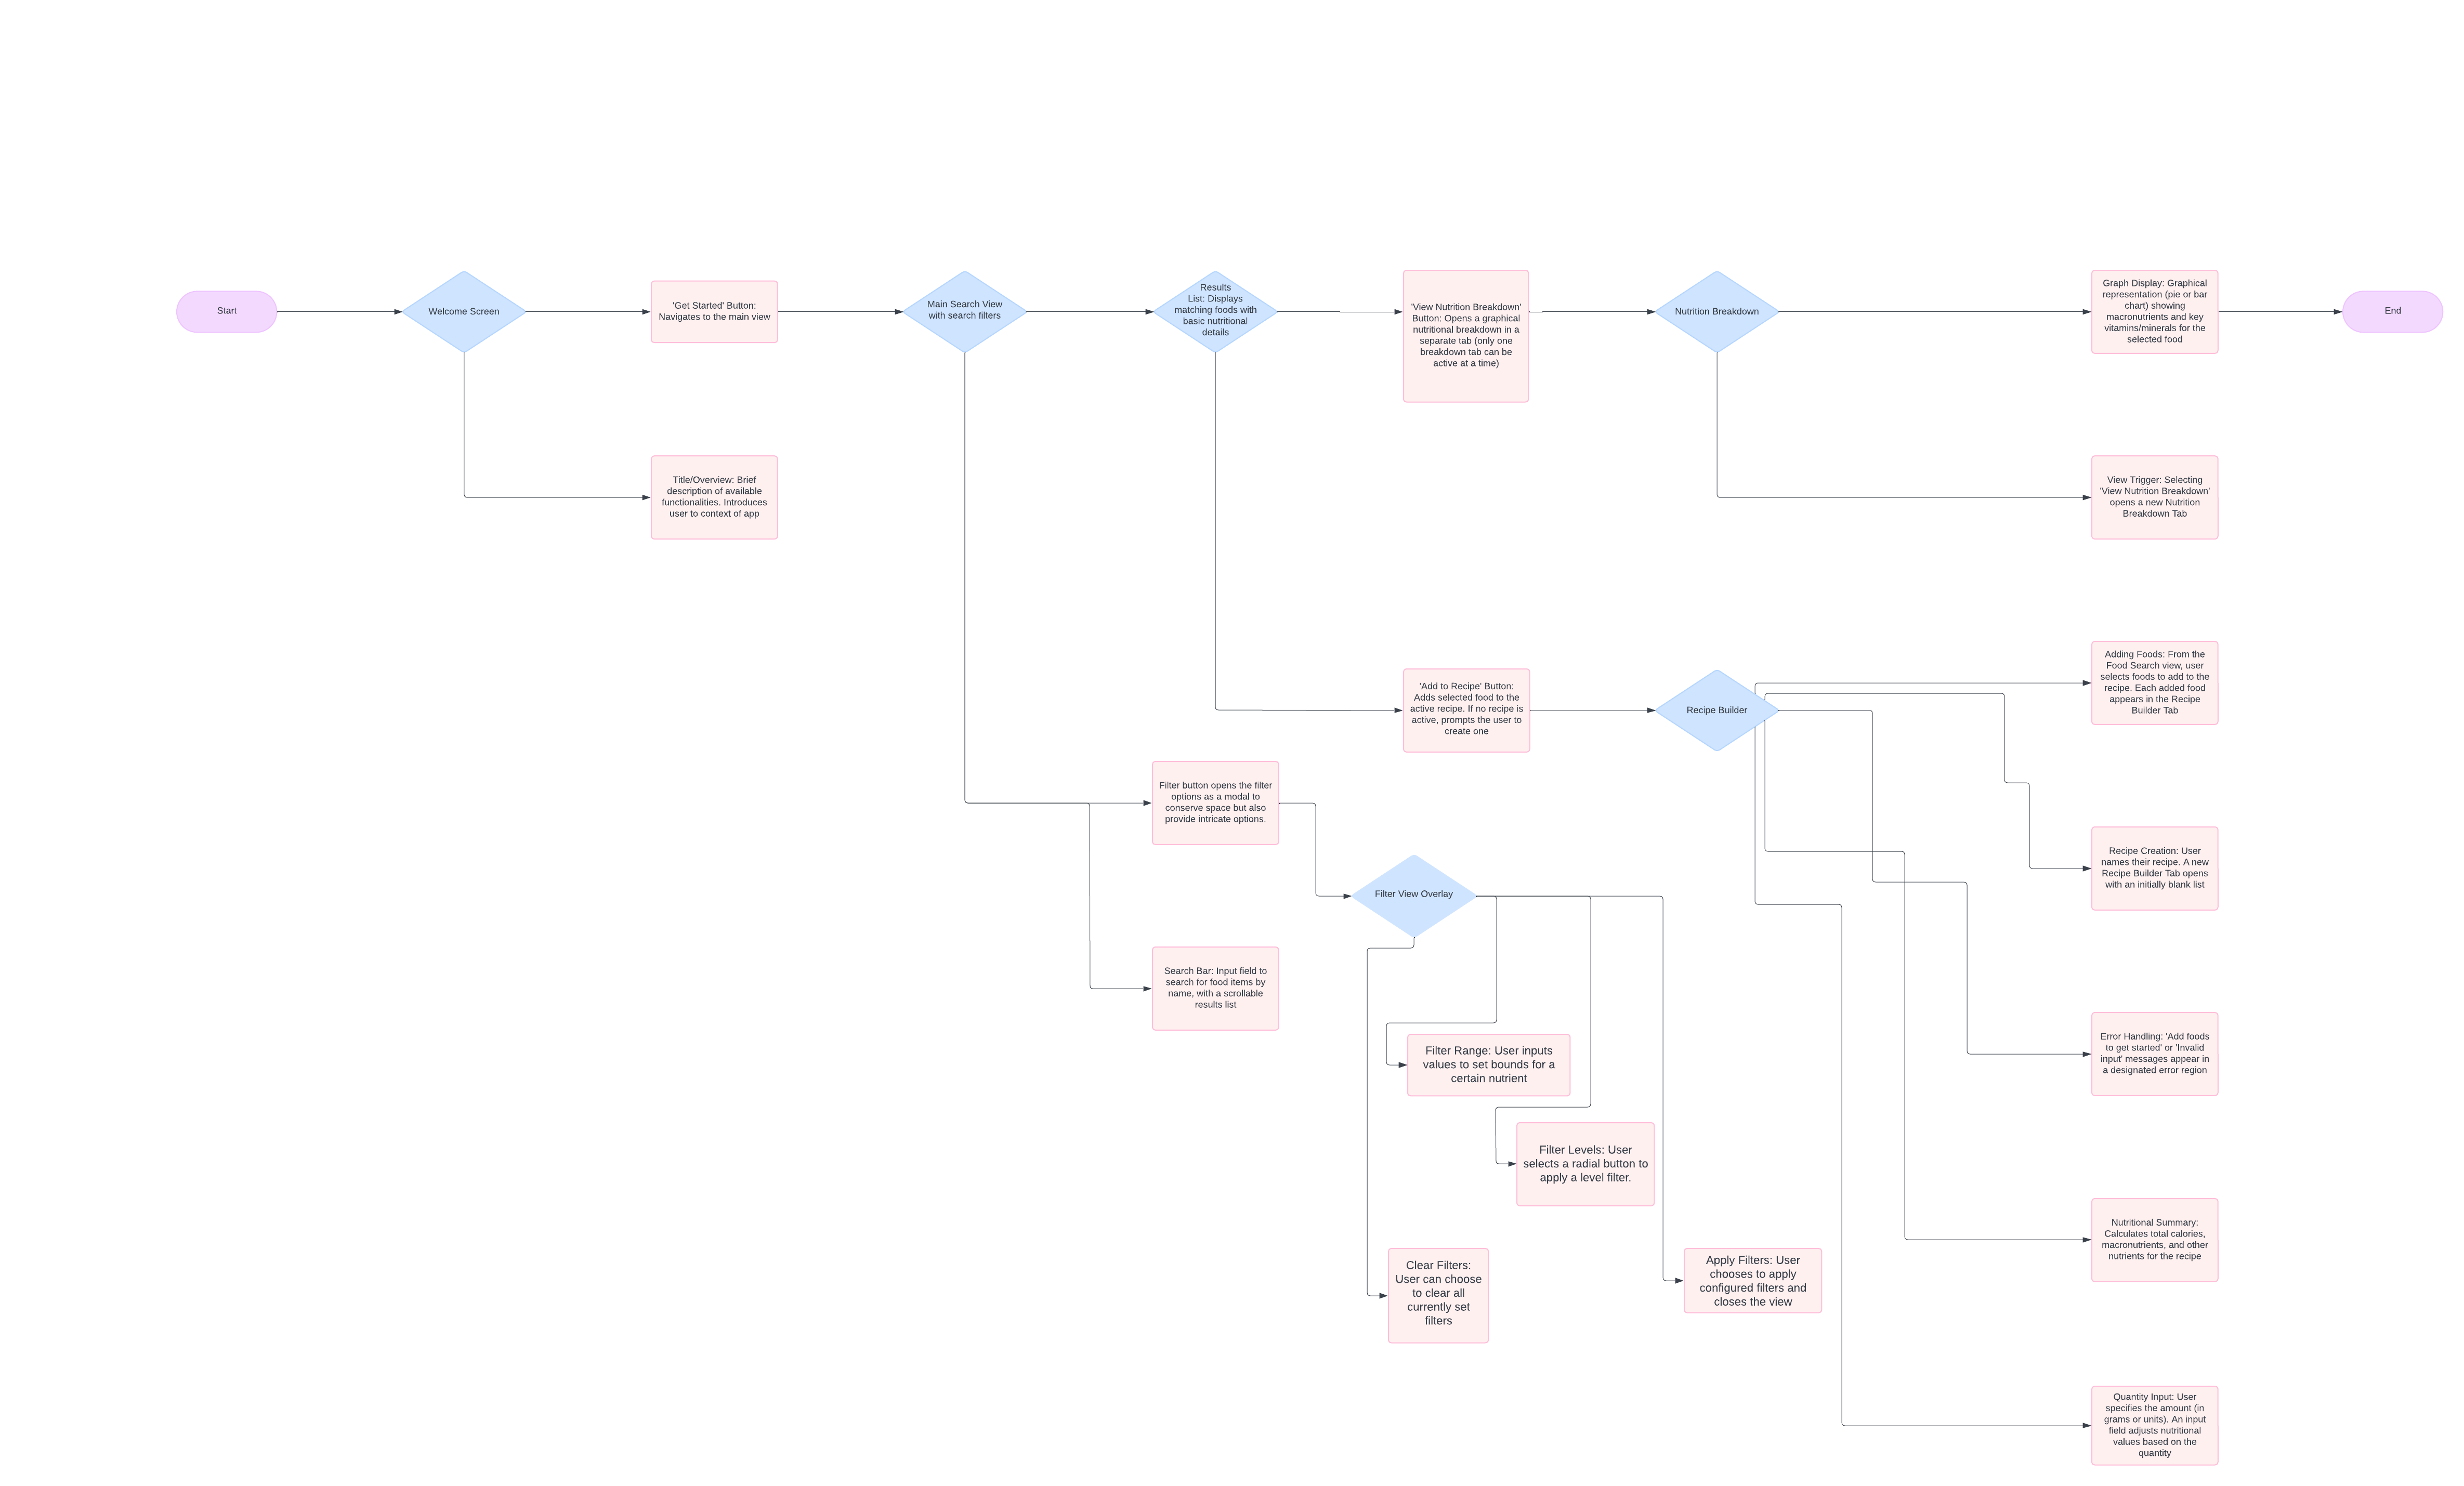 Start
Welcome Screen
'Get Started' Button:
Navigates to the main view
Main Search View
with search filters
Results
List: Displays
matching foods with
basic nutritional
details
'View Nutrition Breakdown'
Button: Opens a graphical
nutritional breakdown in a
separate tab (only one
breakdown tab can be
active at a time)
Nutrition Breakdown
Graph Display: Graphical
representation (pie or bar
chart) showing
macronutrients and key
vitamins/minerals for the
selected food
End
Title/Overview: Brief
description of available
functionalities. Introduces
user to context of app
View Trigger: Selecting
'View Nutrition Breakdown'
opens a new Nutrition
Breakdown Tab
'Add to Recipe' Button:
Adds selected food to the
active recipe. If no recipe is
active, prompts the user to
create one
Recipe Builder
Adding Foods: From the
Food Search view, user
selects foods to add to the
recipe. Each added food
appears in the Recipe
Builder Tab
Filter button opens the filter
options as a modal to
conserve space but also
provide intricate options.
Filter View Overlay
Recipe Creation: User
names their recipe. A new
Recipe Builder Tab opens
with an initially blank list
Search Bar: Input field to
search for food items by
name, with a scrollable
results list
Filter Range: User inputs
values to set bounds for a
certain nutrient
Error Handling: 'Add foods
to get started' or 'Invalid
input' messages appear in
a designated error region
Filter Levels: User
selects a radial button to
apply a level filter.
Clear Filters:
User can choose
to clear all
currently set
filters
Apply Filters: User
chooses to apply
configured filters and
closes the view
Nutritional Summary:
Calculates total calories,
macronutrients, and other
nutrients for the recipe
Quantity Input: User
specifies the amount (in
grams or units). An input
field adjusts nutritional
values based on the
quantity